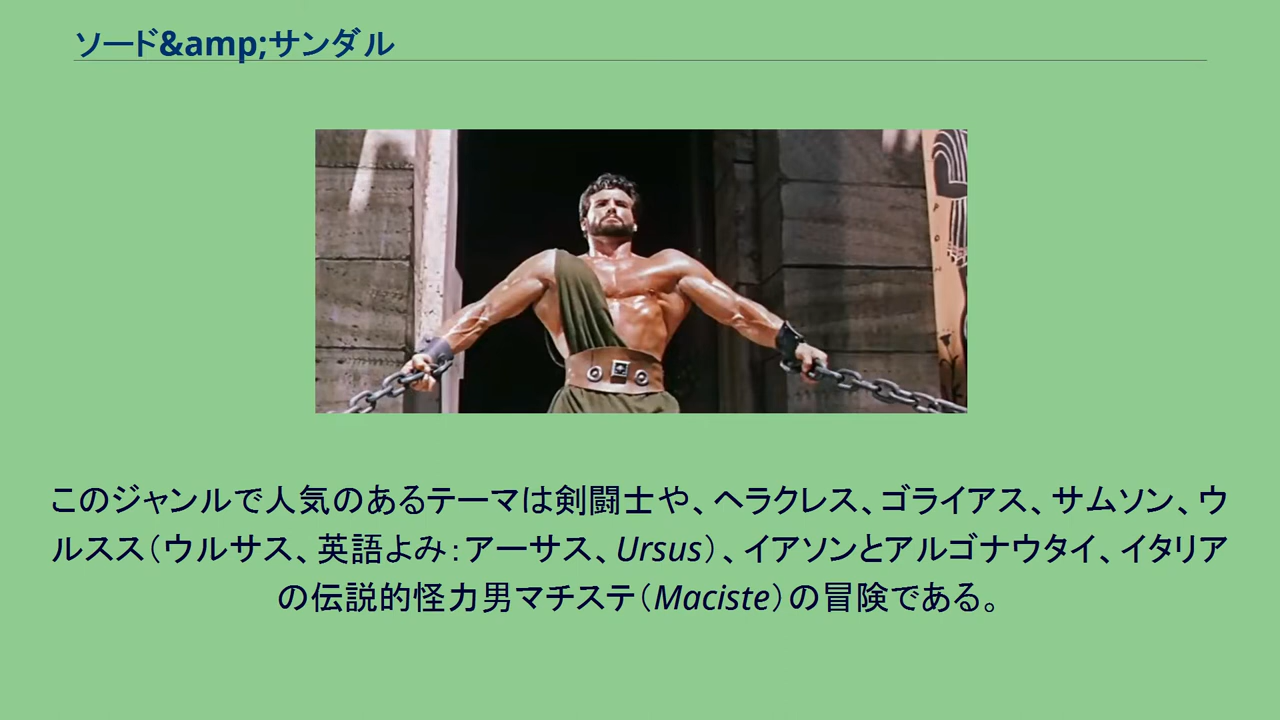 ソード&amp;サンダル
このジャンルで人気のあるテーマは剣闘士や、ヘラクレス、ゴライアス、サムソン、ウ
ルスス（ウルサス、英語よみ：アーサス、Ursus）、イアソンとアルゴナウタイ、イタリア
の伝説的怪力男マチステ（Maciste）の冒険である。